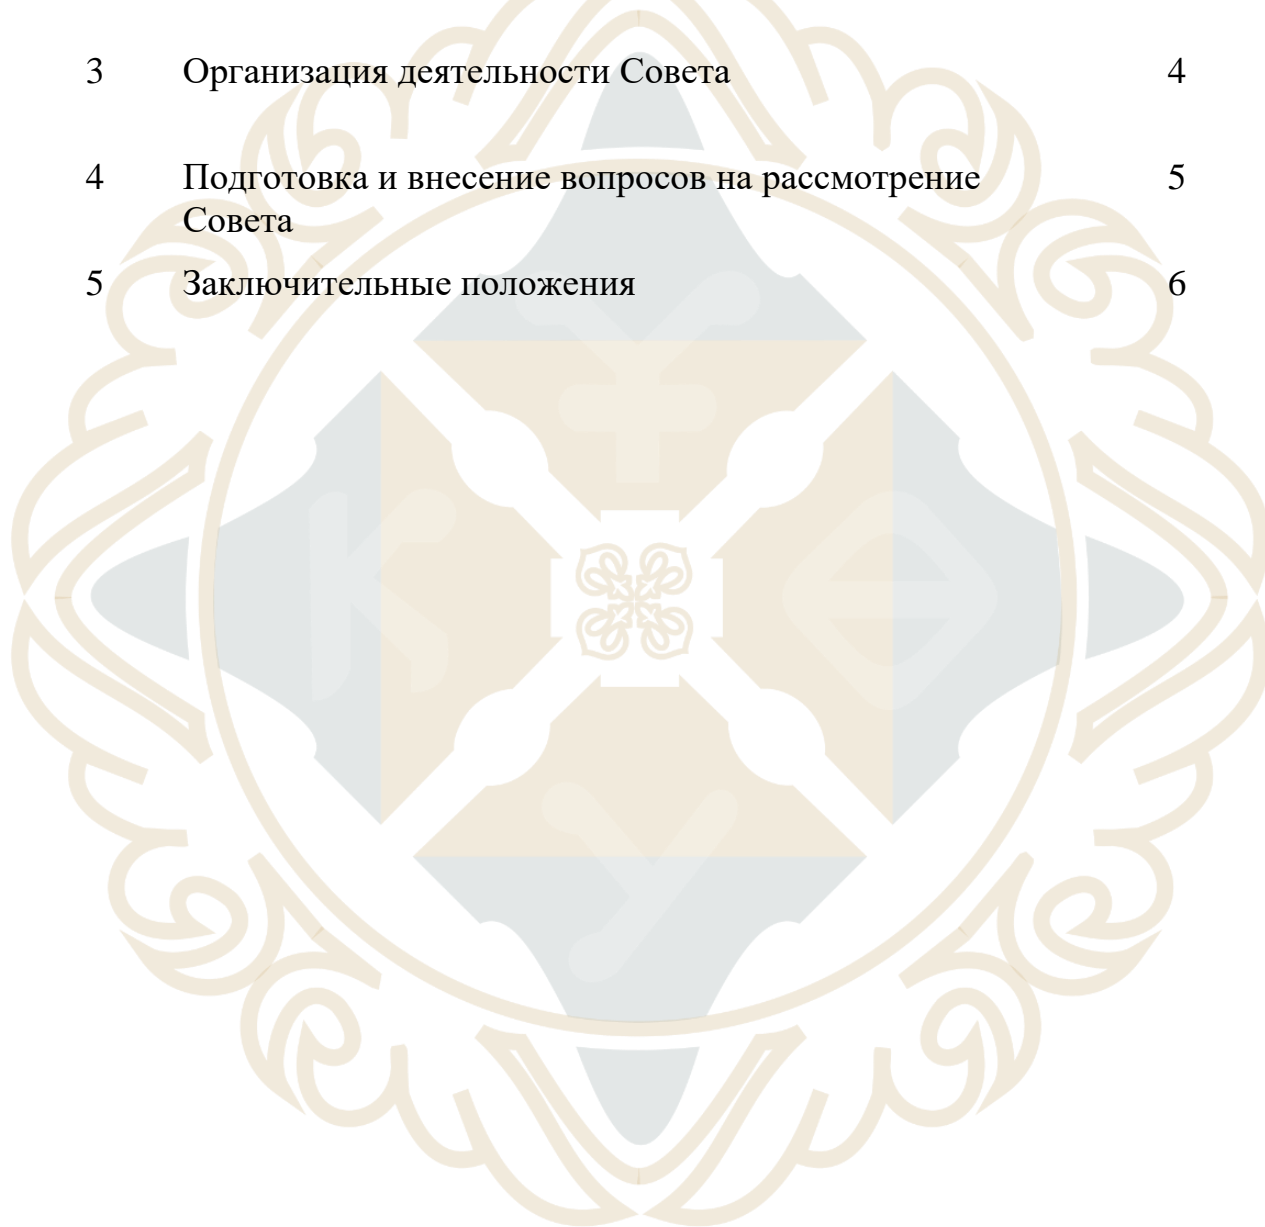 3 Организация деятельности Совета 4
4 Подготовка и внесение вопросов на рассмотрение 5
Совета
5 Заключительные положения 6
Ұ
К Ө
У